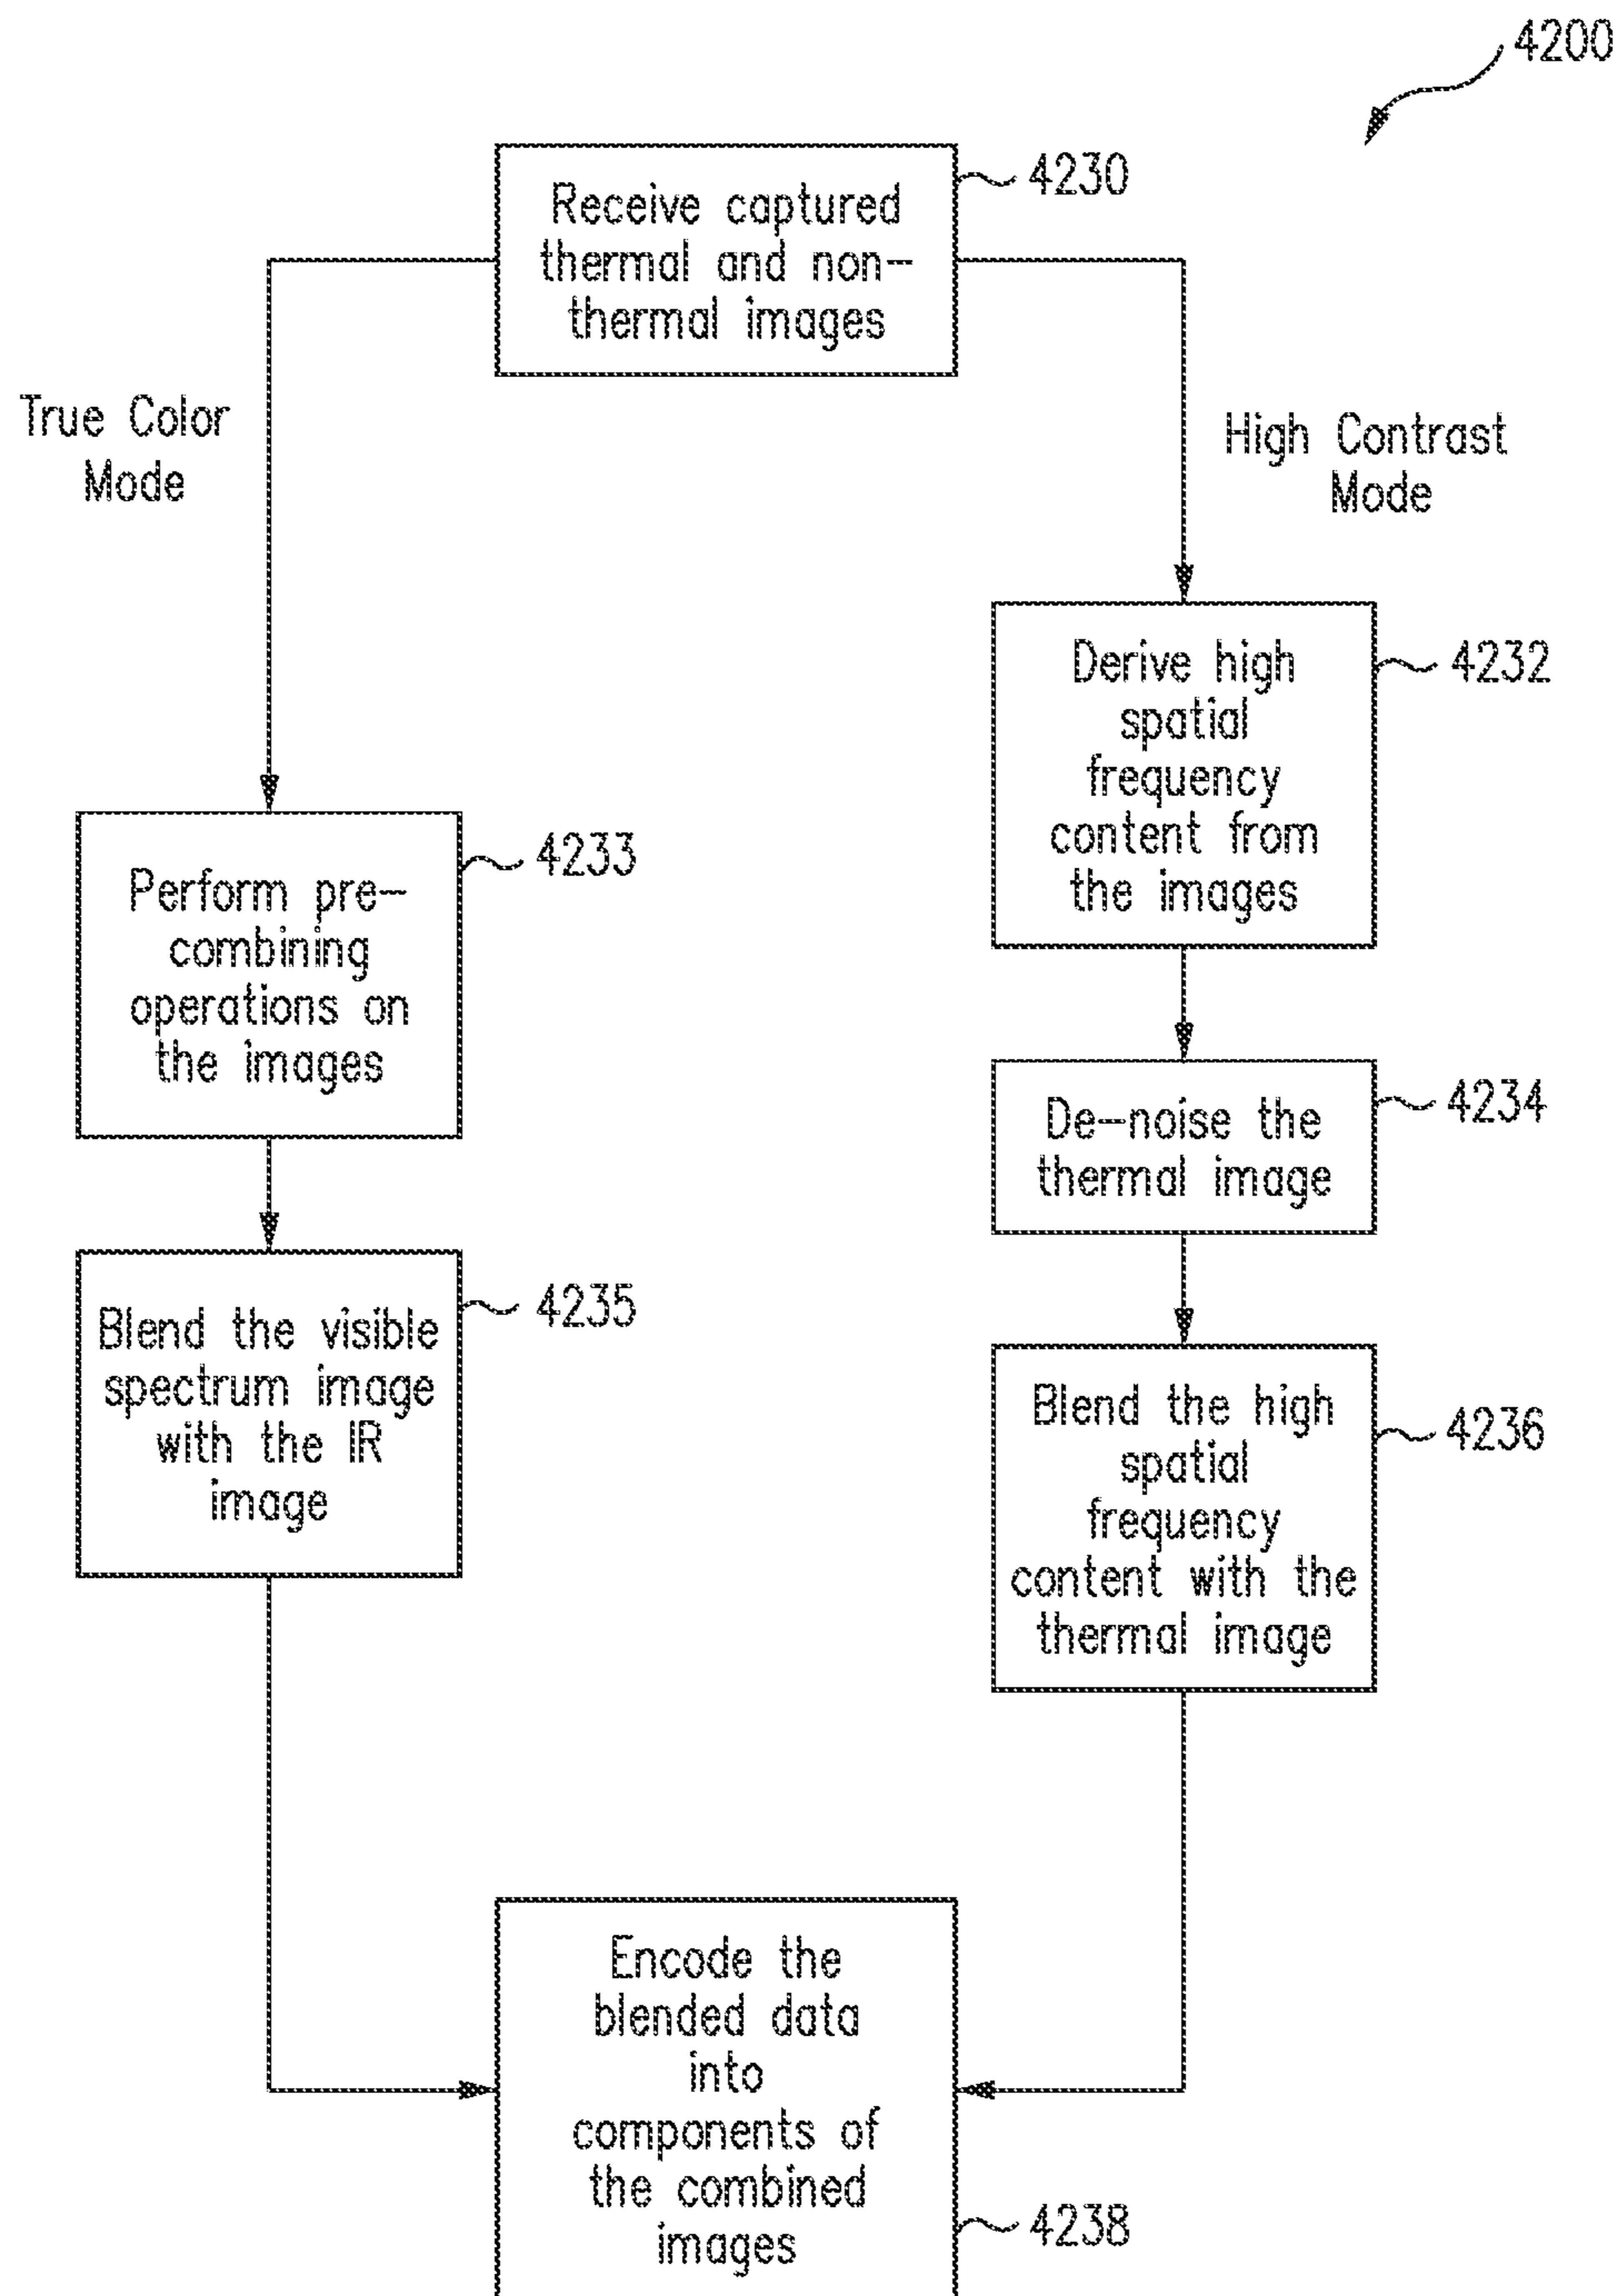 4200
Receive captured
thermal and non-
thermal images
4230
True Color
Mode
High Contrast
Mode
Derive high
spatial
frequency
content from
the images
4232
Perform pre-
combining
operations on
the images
4233
De-noise the
thermal image
4234
Blend the visible
spectrum image
with the IR
image
4235
Blend the high
spatial
frequency
content with the
thermal image
4236
Encode the
blended data
into
components of
the combined
images
4238